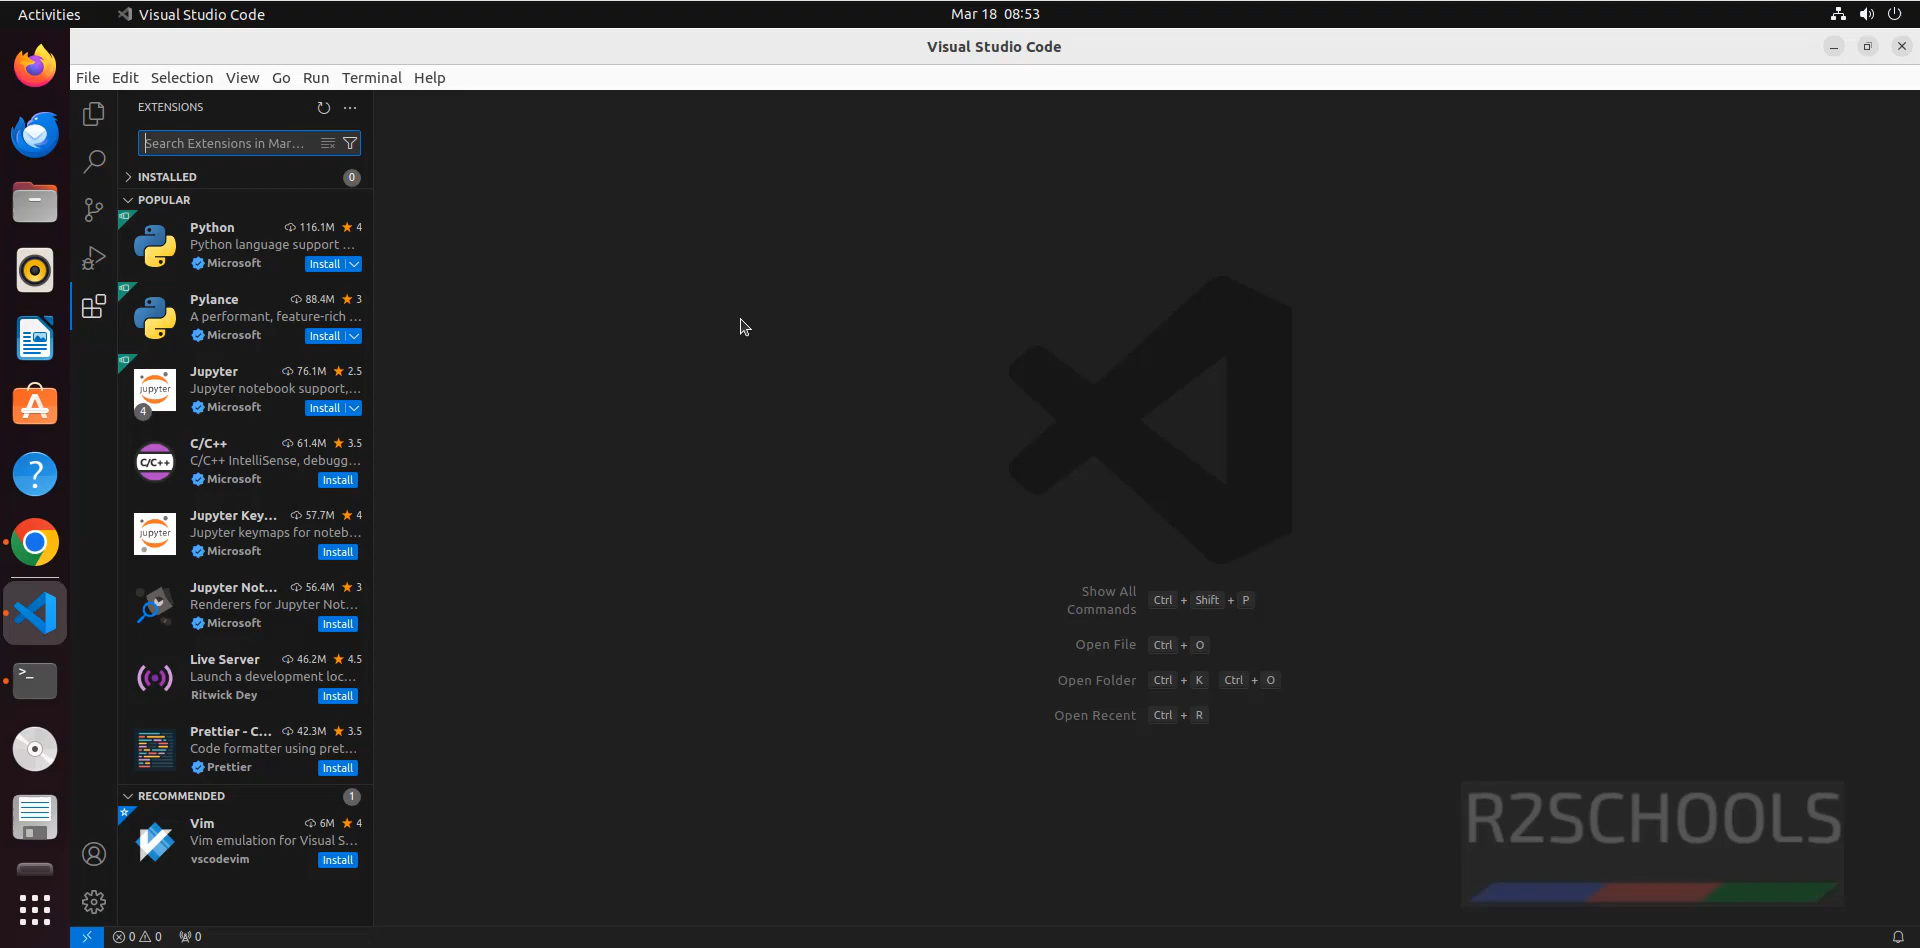 Activities
Visual Studio Code
Mar 18 08:53
Visual Studio Code
File Edit Selection View Go Run Terminal Help
EXTENSIONS
Search Extensions in Mar...
INSTALLED 0
POPULAR
Python 116.1M 4
Python language support ...
Microsoft Install
Pylance 88.4M 3
A performant, feature-rich ...
Microsoft Install
Jupyter 76.1M 2.5
jupyter
Jupyter notebook support,...
4
Microsoft Install
C/C++ 61.4M 3.5
C/C++
C/C++ IntelliSense, debugg...
Microsoft Install
Jupyter Key... 57.7M 4
jupyter
Jupyter keymaps for noteb...
Microsoft Install
Jupyter Not... 56.4M 3
Renderers for Jupyter Not...
Microsoft Install
Live Server 46.2M 4.5
Launch a development loc...
Ritwick Dey Install
Prettier - C... 42.3M 3.5
Code formatter using pret...
Prettier Install
RECOMMENDED 1
Vim 6M 4
Vim emulation for Visual S...
vscodevim Install
Show All
Commands Ctrl + Shift + P
Open File Ctrl + O
Open Folder Ctrl + K Ctrl + O
Open Recent Ctrl + R
R2SCHOOLS
0 0 0